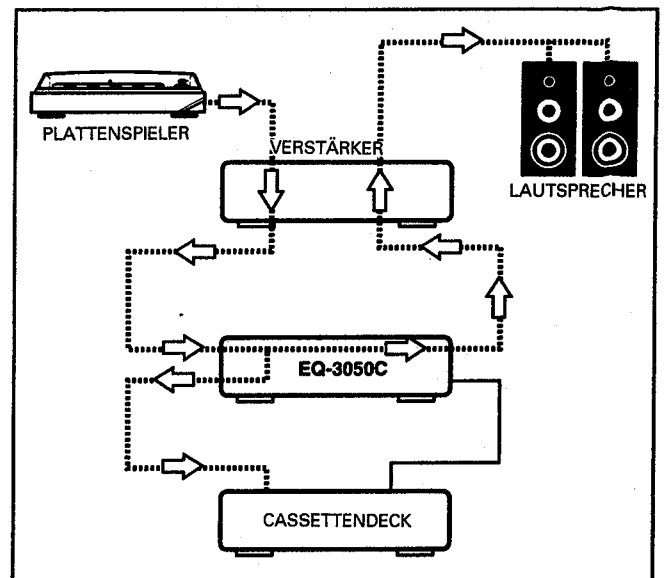 PLATTENSPIELER
VERSTÄRKER
LAUTSPRECHER
EQ-3050C
CASSETTENDECK